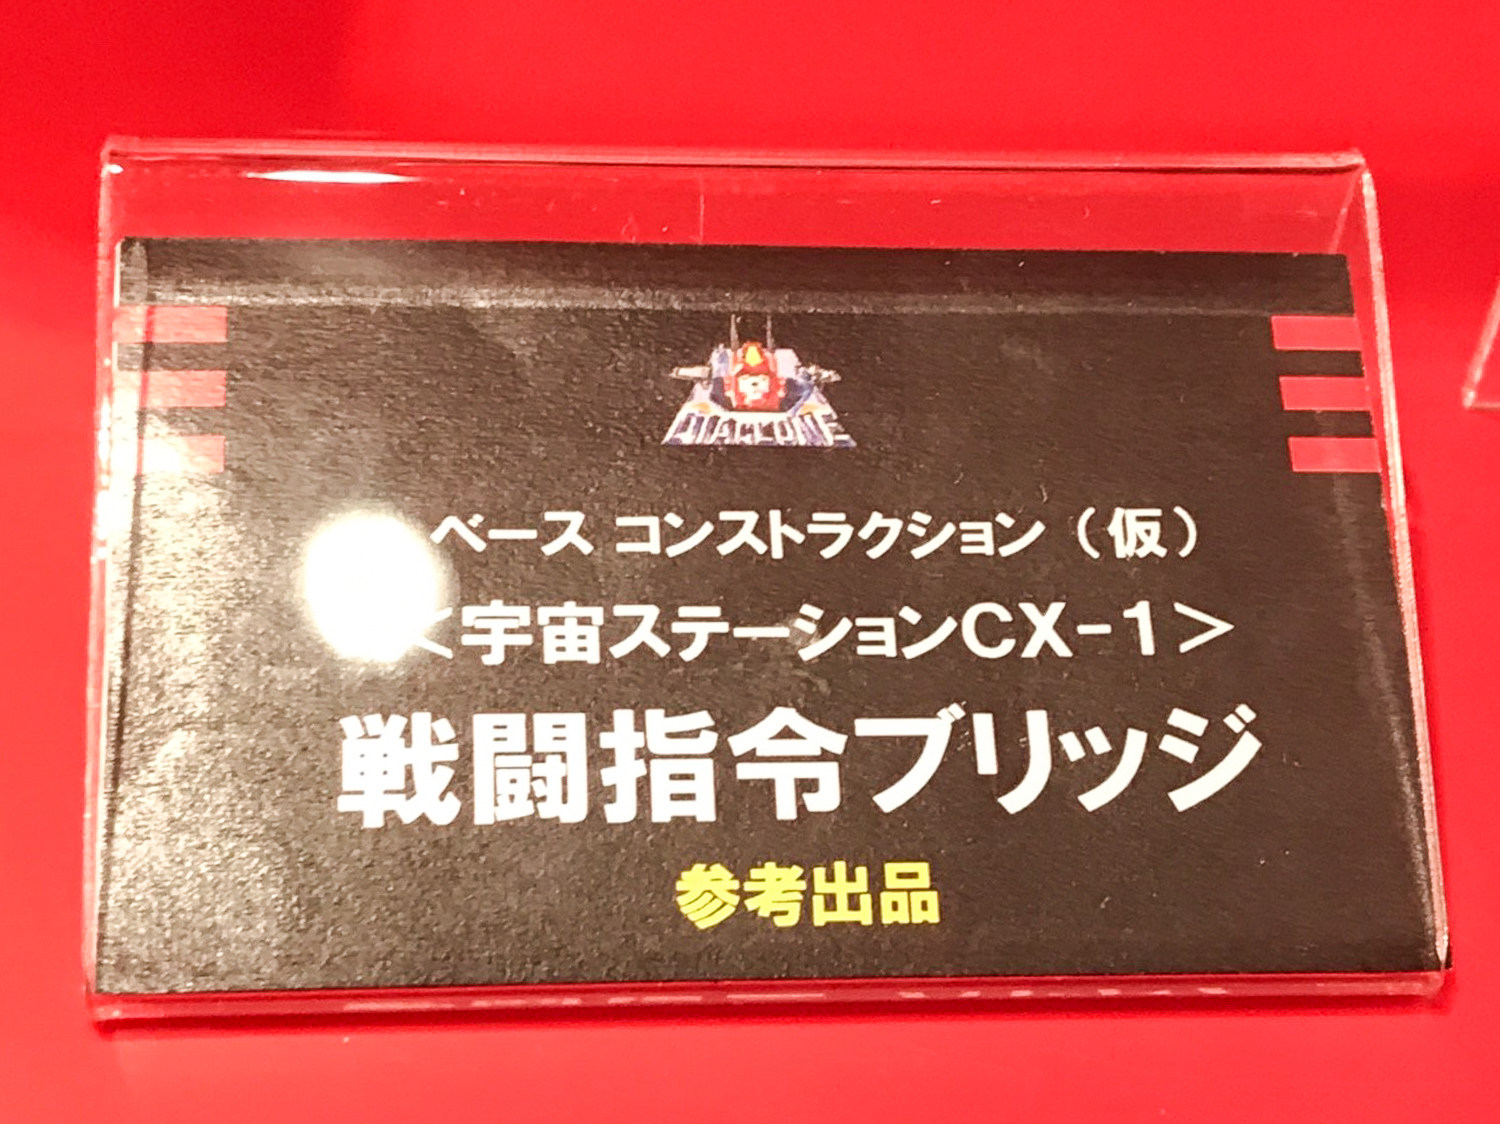 DIACLONE
ベース コンストラクション（仮）
＜宇宙ステーションCX-1＞
戦闘指令ブリッジ
参考出品